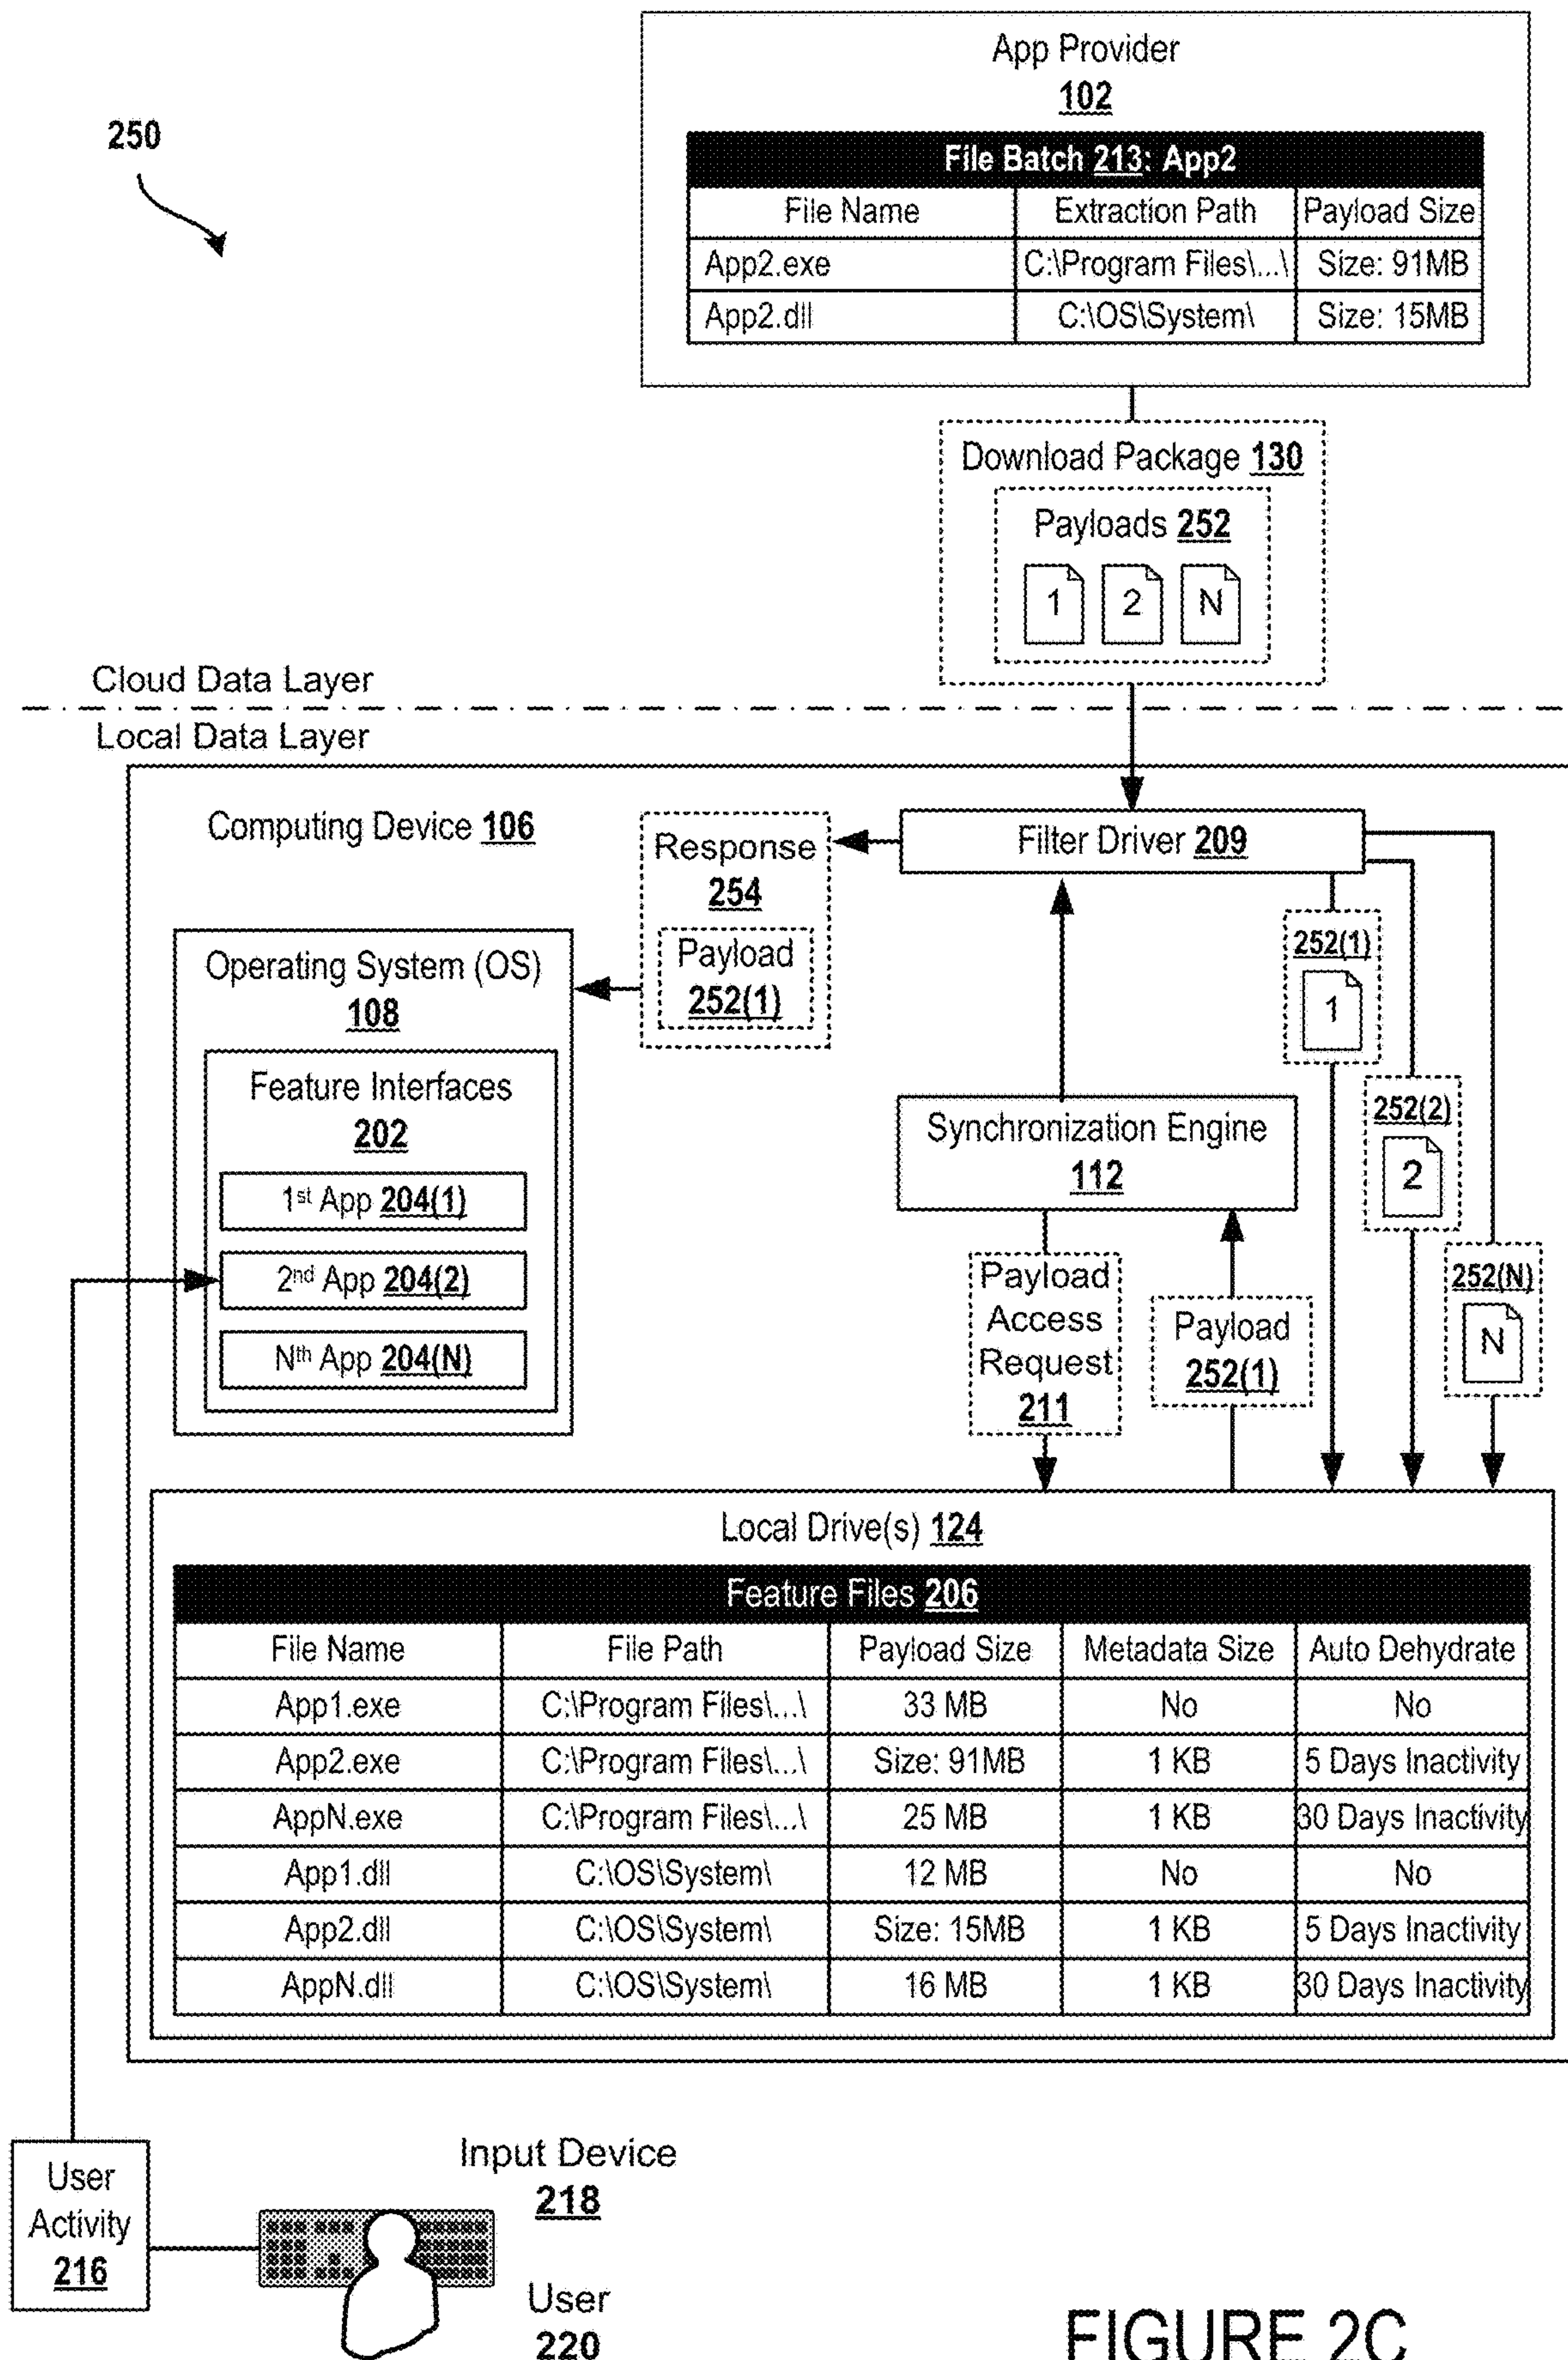 250
App Provider
102
File Batch 213: App2
File Name Extraction Path Payload Size
App2.exe C:\Program Files\...\ Size: 91MB
App2.dll C:\OS\System\ Size: 15MB
Download Package 130
Payloads 252
1 2 N
Cloud Data Layer
Local Data Layer
Computing Device 106
Response
254
Payload
252(1)
Filter Driver 209
252(1)
1
252(2)
2
252(N)
N
Operating System (OS)
108
Feature Interfaces
202
1st App 204(1)
2nd App 204(2)
Nth App 204(N)
Synchronization Engine
112
Payload
Access
Request
211
Payload
252(1)
Local Drive(s) 124
Feature Files 206
File Name File Path Payload Size Metadata Size Auto Dehydrate
App1.exe C:\Program Files\...\ 33 MB No No
App2.exe C:\Program Files\...\ Size: 91MB 1 KB 5 Days Inactivity
AppN.exe C:\Program Files\...\ 25 MB 1 KB 30 Days Inactivity
App1.dll C:\OS\System\ 12 MB No No
App2.dll C:\OS\System\ Size: 15MB 1 KB 5 Days Inactivity
AppN.dll C:\OS\System\ 16 MB 1 KB 30 Days Inactivity
User
Activity
216
Input Device
218
User
220
FIGURE 2C